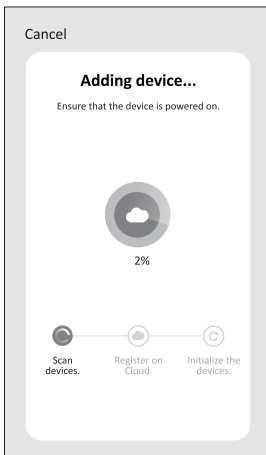 Cancel
Adding device...
Ensure that the device is powered on.
2%
Scan
devices.
Register on
Cloud.
Initialize the
devices.